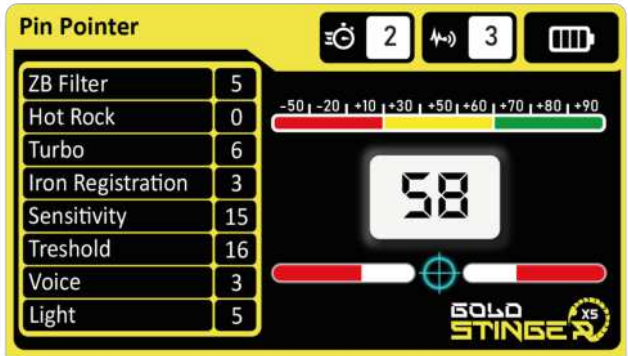 Pin Pointer
2
3
ZB Filter 5
Hot Rock 0
Turbo 6
Iron Registration 3
Sensitivity 15
Treshold 16
Voice 3
Light 5
-50 -20 +10 +30 +50 +60 +70 +80 +90
58
GOLD
STINGER X5